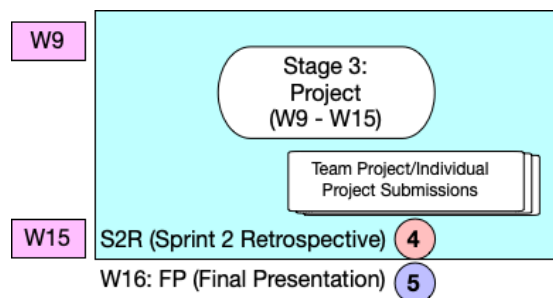 W9
Stage 3:
Project
(W9 - W15)
Team Project/Individual
Project Submissions
W15
S2R (Sprint 2 Retrospective) 4
W16: FP (Final Presentation) 5